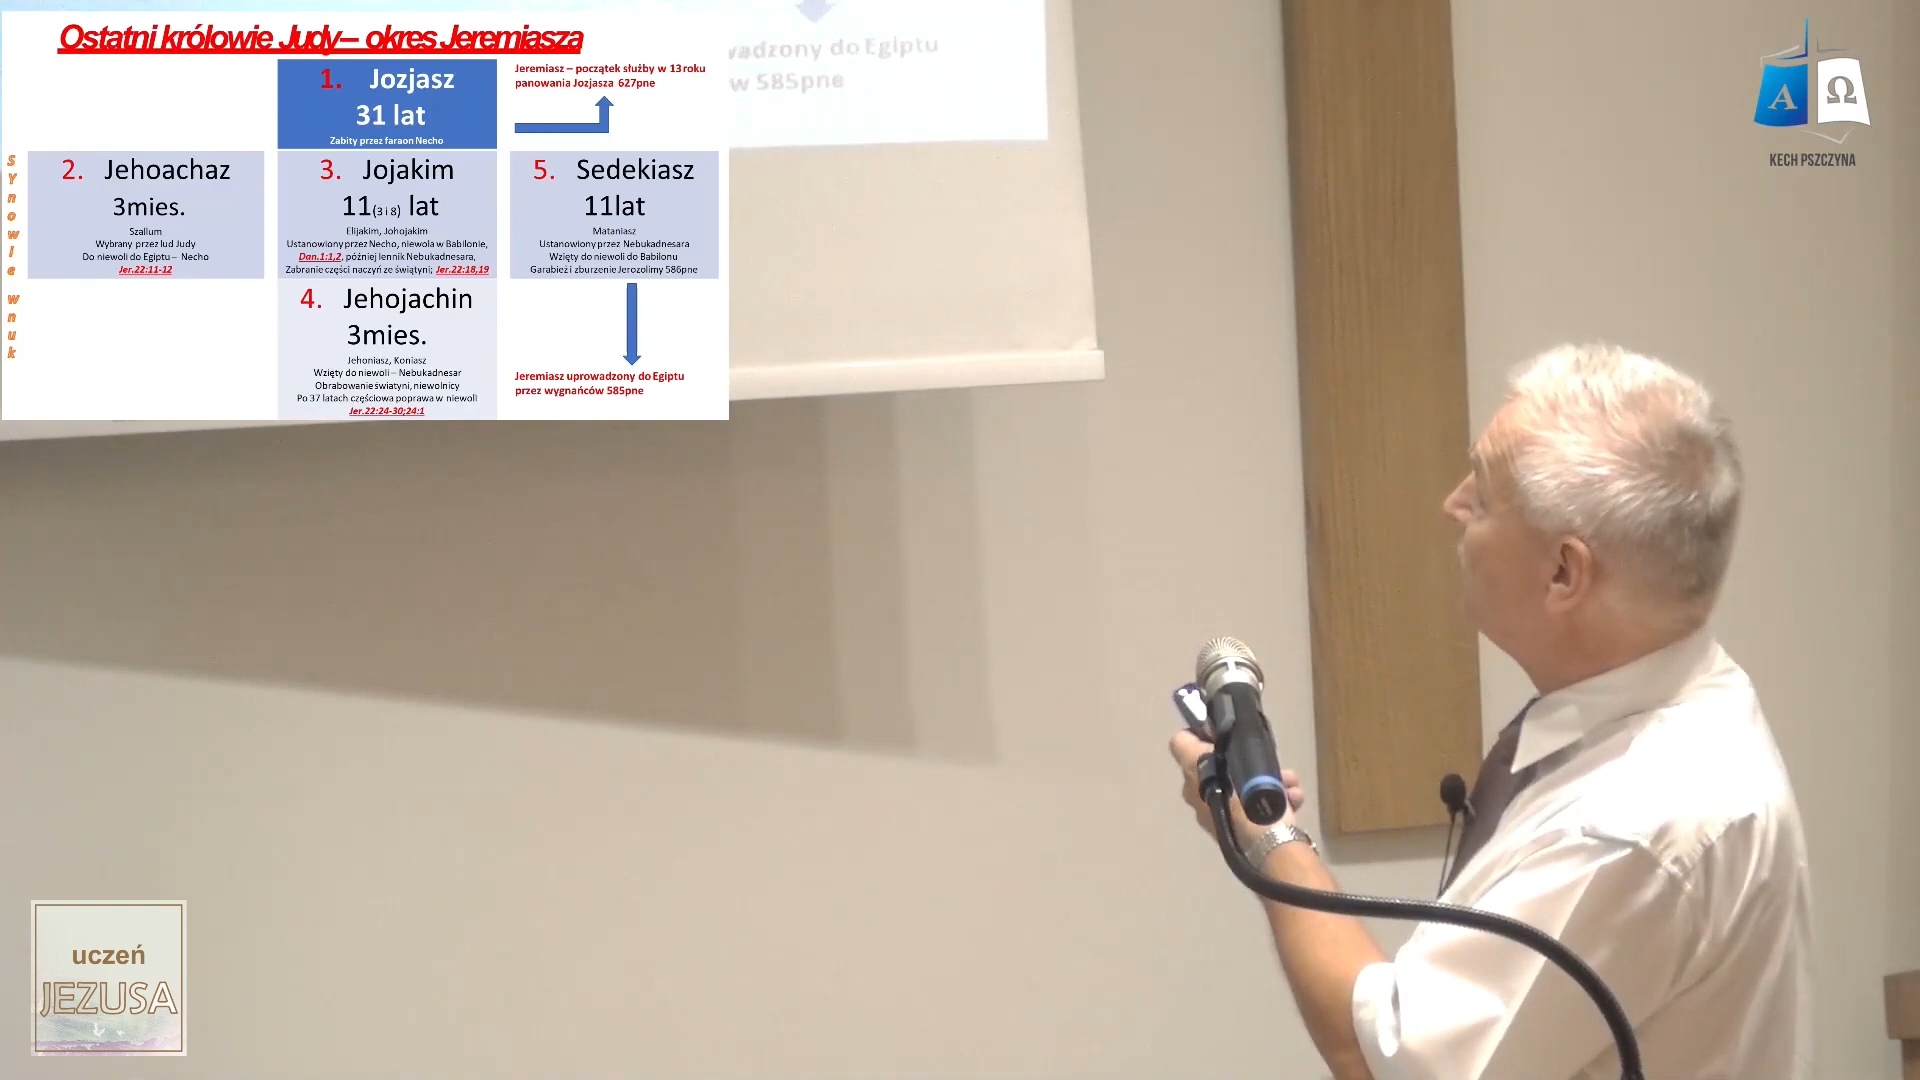 Ostatni królowie Judy – okres Jeremiasza
1. Jozjasz
31 lat
Zabity przez faraon Necho
Jeremiasz – początek służby w 13 roku
panowania Jozjasza 627pne
Synowie wnuk
2. Jehoachaz
3mies.
Szallum
Wybrany przez lud Judy
Do niewoli do Egiptu – Necho
Jer.22:11-12
3. Jojakim
11(3 i 8) lat
Elijakim, Johojakim
Ustanowiony przez Necho, niewola w Babilonie,
Dan.1:1,2, później lennik Nebukadnesara,
Zabranie części naczyń ze świątyni; Jer.22:18,19
5. Sedekiasz
11lat
Mataniasz
Ustanowiony przez Nebukadnesara
Wzięty do niewoli do Babilonu
Garabież i zburzenie Jerozolimy 586pne
4. Jehojachin
3mies.
Jehoniasz, Koniasz
Wzięty do niewoli – Nebukadnesar
Obrabowanie świątyni, niewolnicy
Po 37 latach częściowa poprawa w niewoli
Jer.22:24-30;24:1
Jeremiasz uprowadzony do Egiptu
przez wygnańców 585pne
wadzony do Egiptu
w 585pne
A Ω
KECH PSZCZYNA
uczeń
JEZUSA